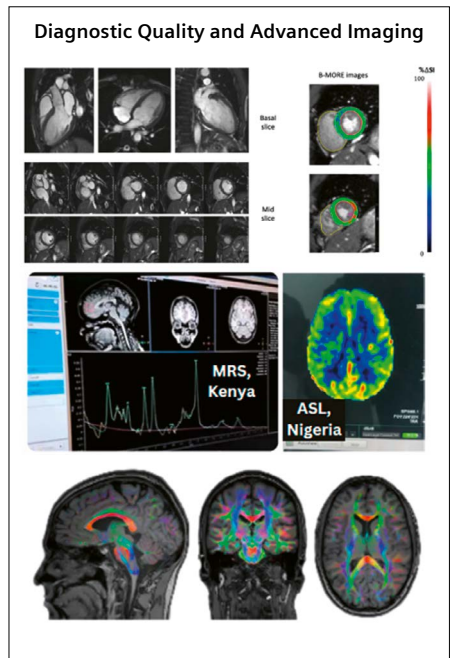 Diagnostic Quality and Advanced Imaging
%ΔSI
B-MORE images
100
Basal
slice
Mid
slice
0
MRS,
Kenya
ASL,
Nigeria